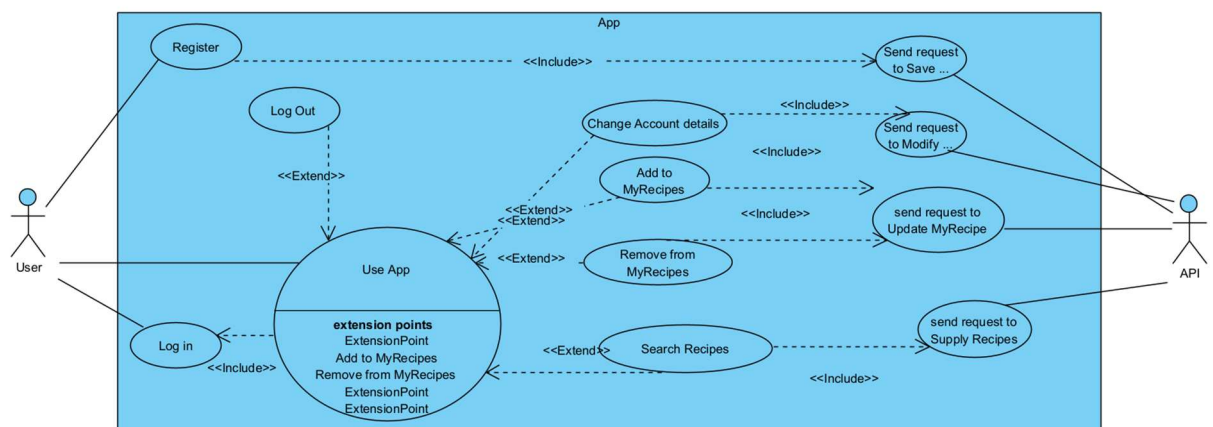 App
Register
<<Include>>
Send request
to Save ...
Log Out
<<Extend>>
Change Account details
<<Include>>
Send request
to Modify ...
<<Include>>
Add to
MyRecipes
<<Extend>>
<<Extend>>
<<Include>>
send request to
Update MyRecipe
User
Use App
<<Extend>>
Remove from
MyRecipes
API
extension points
ExtensionPoint
Add to MyRecipes
Remove from MyRecipes
ExtensionPoint
ExtensionPoint
Log in
<<Include>>
<<Extend>>
Search Recipes
<<Include>>
send request to
Supply Recipes